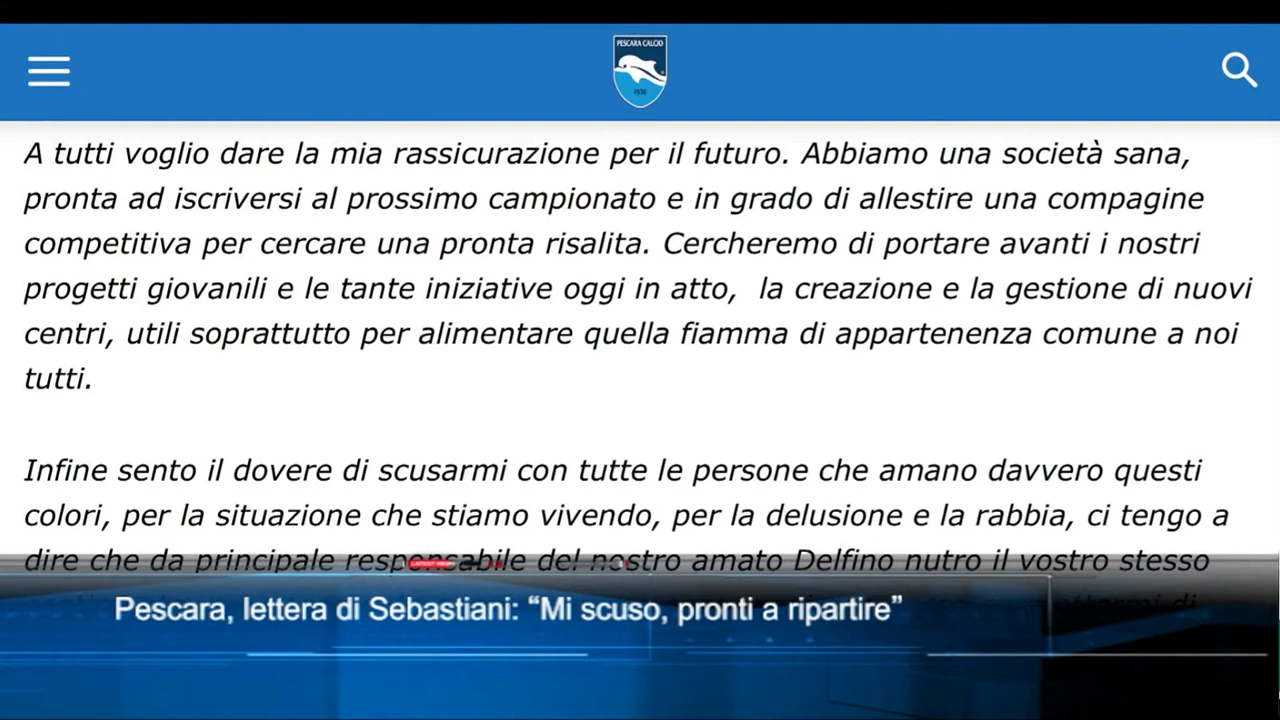 PESCARA CALCIO
1936
A tutti voglio dare la mia rassicurazione per il futuro. Abbiamo una società sana,
pronta ad iscriversi al prossimo campionato e in grado di allestire una compagine
competitiva per cercare una pronta risalita. Cercheremo di portare avanti i nostri
progetti giovanili e le tante iniziative oggi in atto,  la creazione e la gestione di nuovi
centri, utili soprattutto per alimentare quella fiamma di appartenenza comune a noi
tutti.
Infine sento il dovere di scusarmi con tutte le persone che amano davvero questi
colori, per la situazione che stiamo vivendo, per la delusione e la rabbia, ci tengo a
dire che da principale responsabile del nostro amato Delfino nutro il vostro stesso
Pescara, lettera di Sebastiani: “Mi scuso, pronti a ripartire”